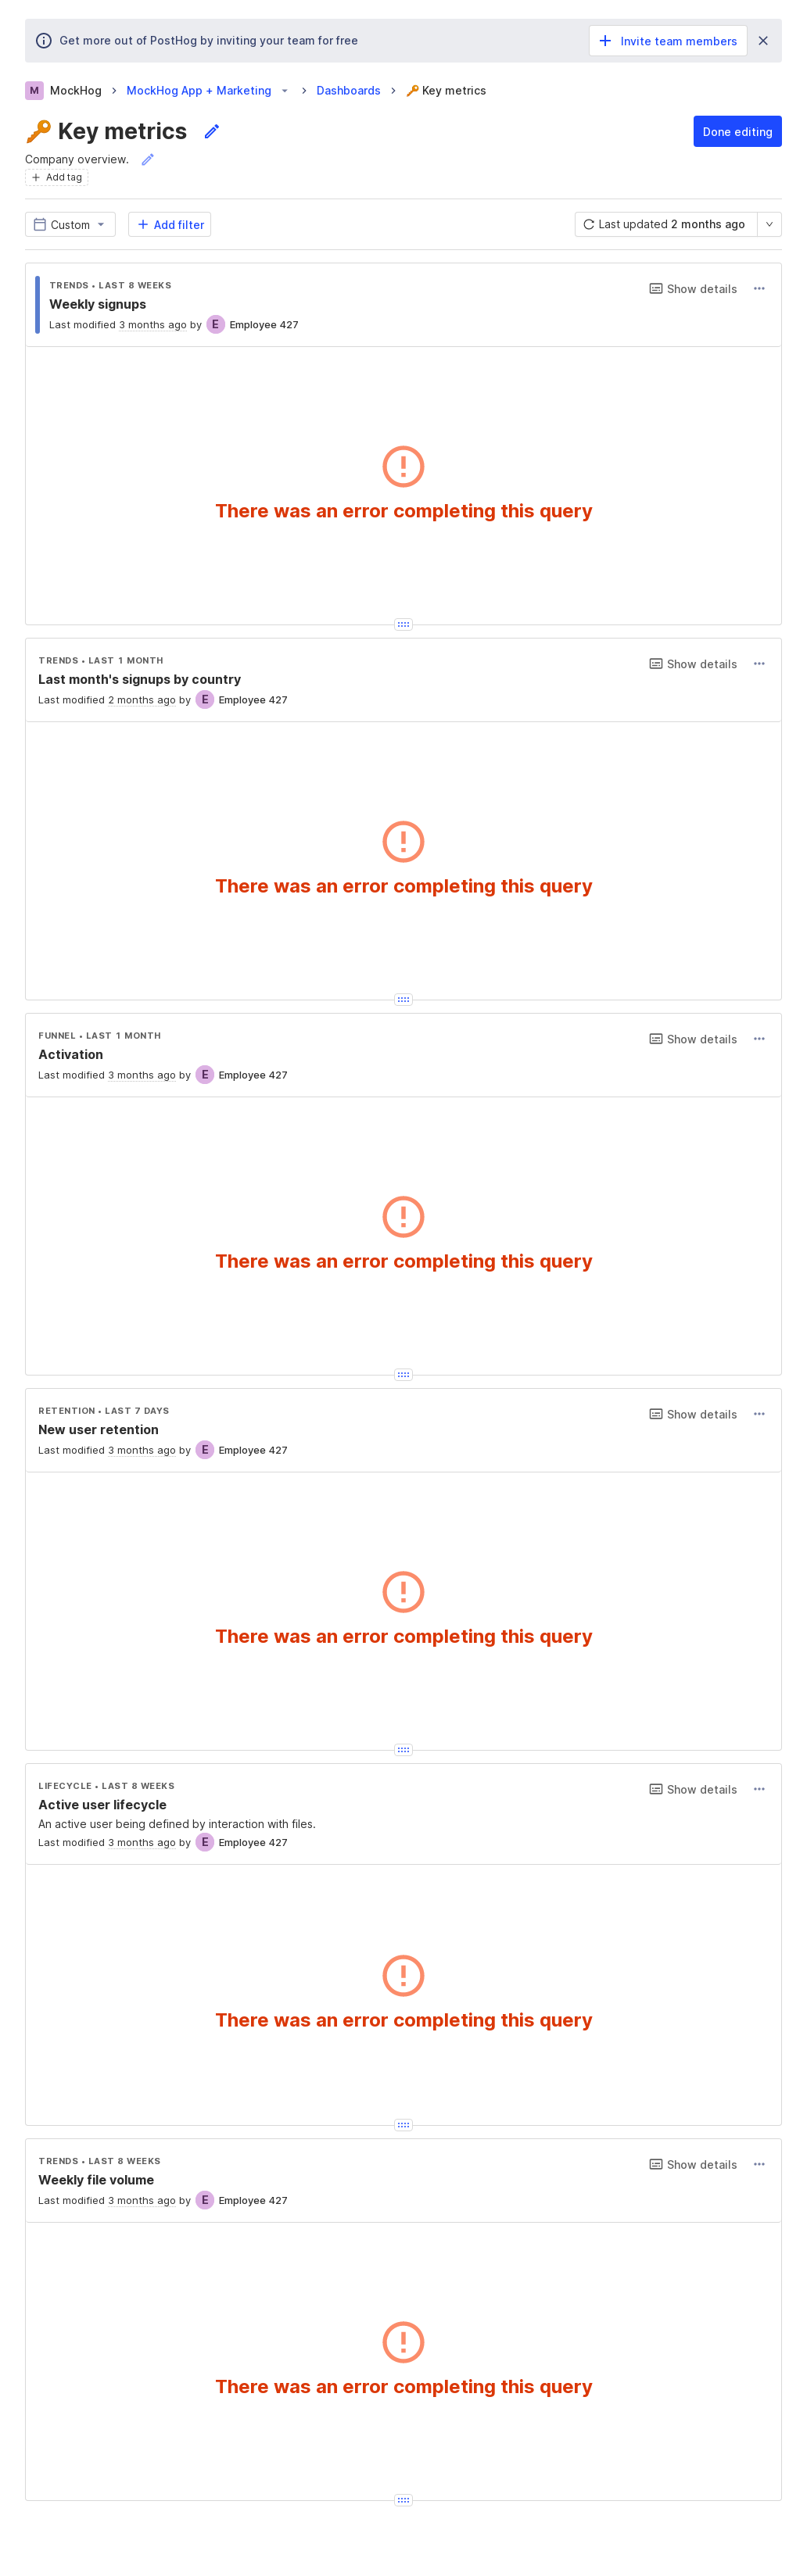 Get more out of PostHog by inviting your team for free
Invite team members
M MockHog
MockHog App + Marketing
Dashboards
🔑 Key metrics
🔑 Key metrics
Done editing
Company overview.
Add tag
Custom
Add filter
Last updated 2 months ago
TRENDS • LAST 8 WEEKS
Show details
Weekly signups
Last modified 3 months ago by E Employee 427
There was an error completing this query
TRENDS • LAST 1 MONTH
Show details
Last month's signups by country
Last modified 2 months ago by E Employee 427
There was an error completing this query
FUNNEL • LAST 1 MONTH
Show details
Activation
Last modified 3 months ago by E Employee 427
There was an error completing this query
RETENTION • LAST 7 DAYS
Show details
New user retention
Last modified 3 months ago by E Employee 427
There was an error completing this query
LIFECYCLE • LAST 8 WEEKS
Show details
Active user lifecycle
An active user being defined by interaction with files.
Last modified 3 months ago by E Employee 427
There was an error completing this query
TRENDS • LAST 8 WEEKS
Show details
Weekly file volume
Last modified 3 months ago by E Employee 427
There was an error completing this query